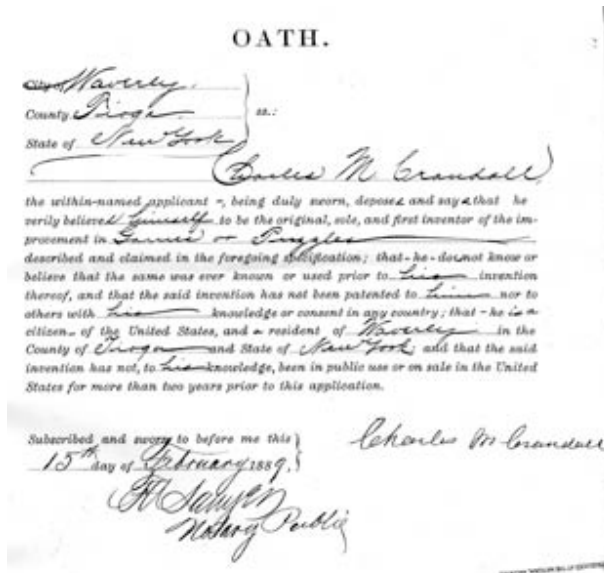 OATH.
City of Waverly.
County Tioga
ss.:
State of New York
Charles M Crandall,
the within-named applicant , being duly sworn, deposes and says that he
verily believes himself to be the original, sole, and first inventor of the im-
provement in Games or Puzzles
described and claimed in the foregoing specification; that he does not know or
believe that the same was ever known or used prior to his invention
thereof, and that the said invention has not been patented to him nor to
others with his knowledge or consent in any country; that he is a
citizen of the United States, and a resident of Waverly in the
County of Tioga and State of New York and that the said
invention has not, to his knowledge, been in public use or on sale in the United
States for more than two years prior to this application.
Subscribed and sworn to before me this
15th day of February 1889.
Charles M Crandall
Notary Public